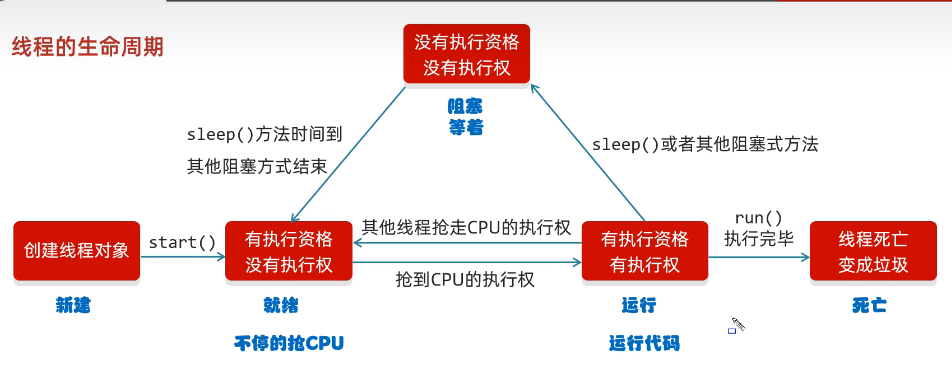 线程的生命周期
没有执行资格
没有执行权
阻塞
等着
sleep()方法时间到
其他阻塞方式结束
sleep()或者其他阻塞式方法
创建线程对象
新建
start()
有执行资格
没有执行权
就绪
不停的抢CPU
其他线程抢走CPU的执行权
抢到CPU的执行权
有执行资格
有执行权
运行
运行代码
run()
执行完毕
线程死亡
变成垃圾
死亡